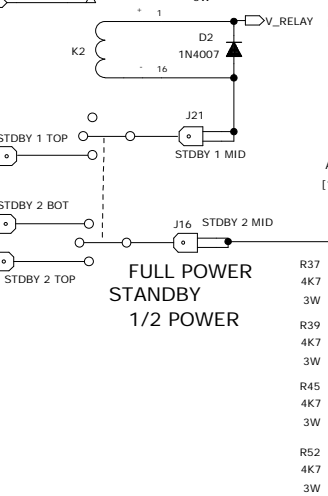 + 1
V_RELAY
D2
K2
1N4007
- 16
J21
STDBY 1 TOP
STDBY 1 MID
STDBY 2 BOT
J16 STDBY 2 MID
STDBY 2 TOP
FULL POWER
STANDBY
1/2 POWER
R37
4K7
3W
R39
4K7
3W
R45
4K7
3W
R52
4K7
3W